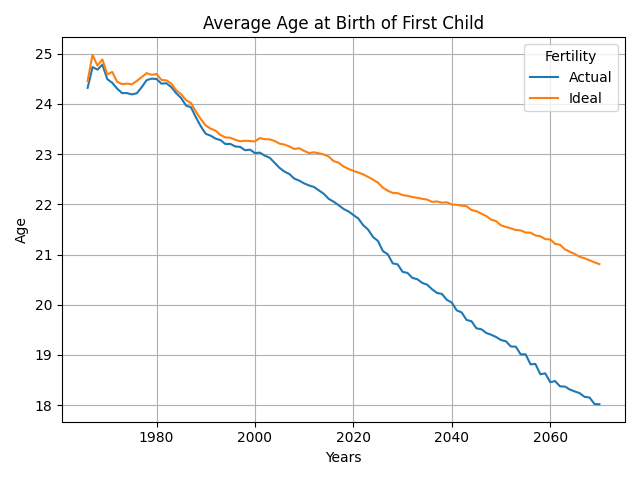 Average Age at Birth of First Child
Fertility
Actual
Ideal
Age
25
24
23
22
21
20
19
18
1980
2000
2020
2040
2060
Years